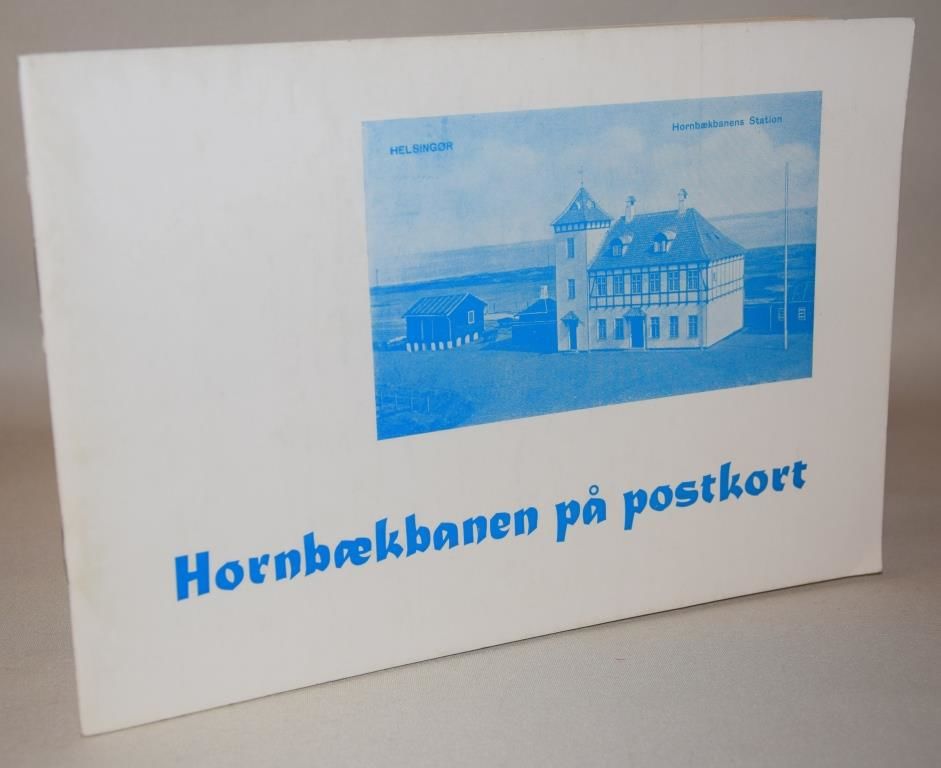 HELSINGØR
Hornbækbanens Station
Hornbækbanen på postkort